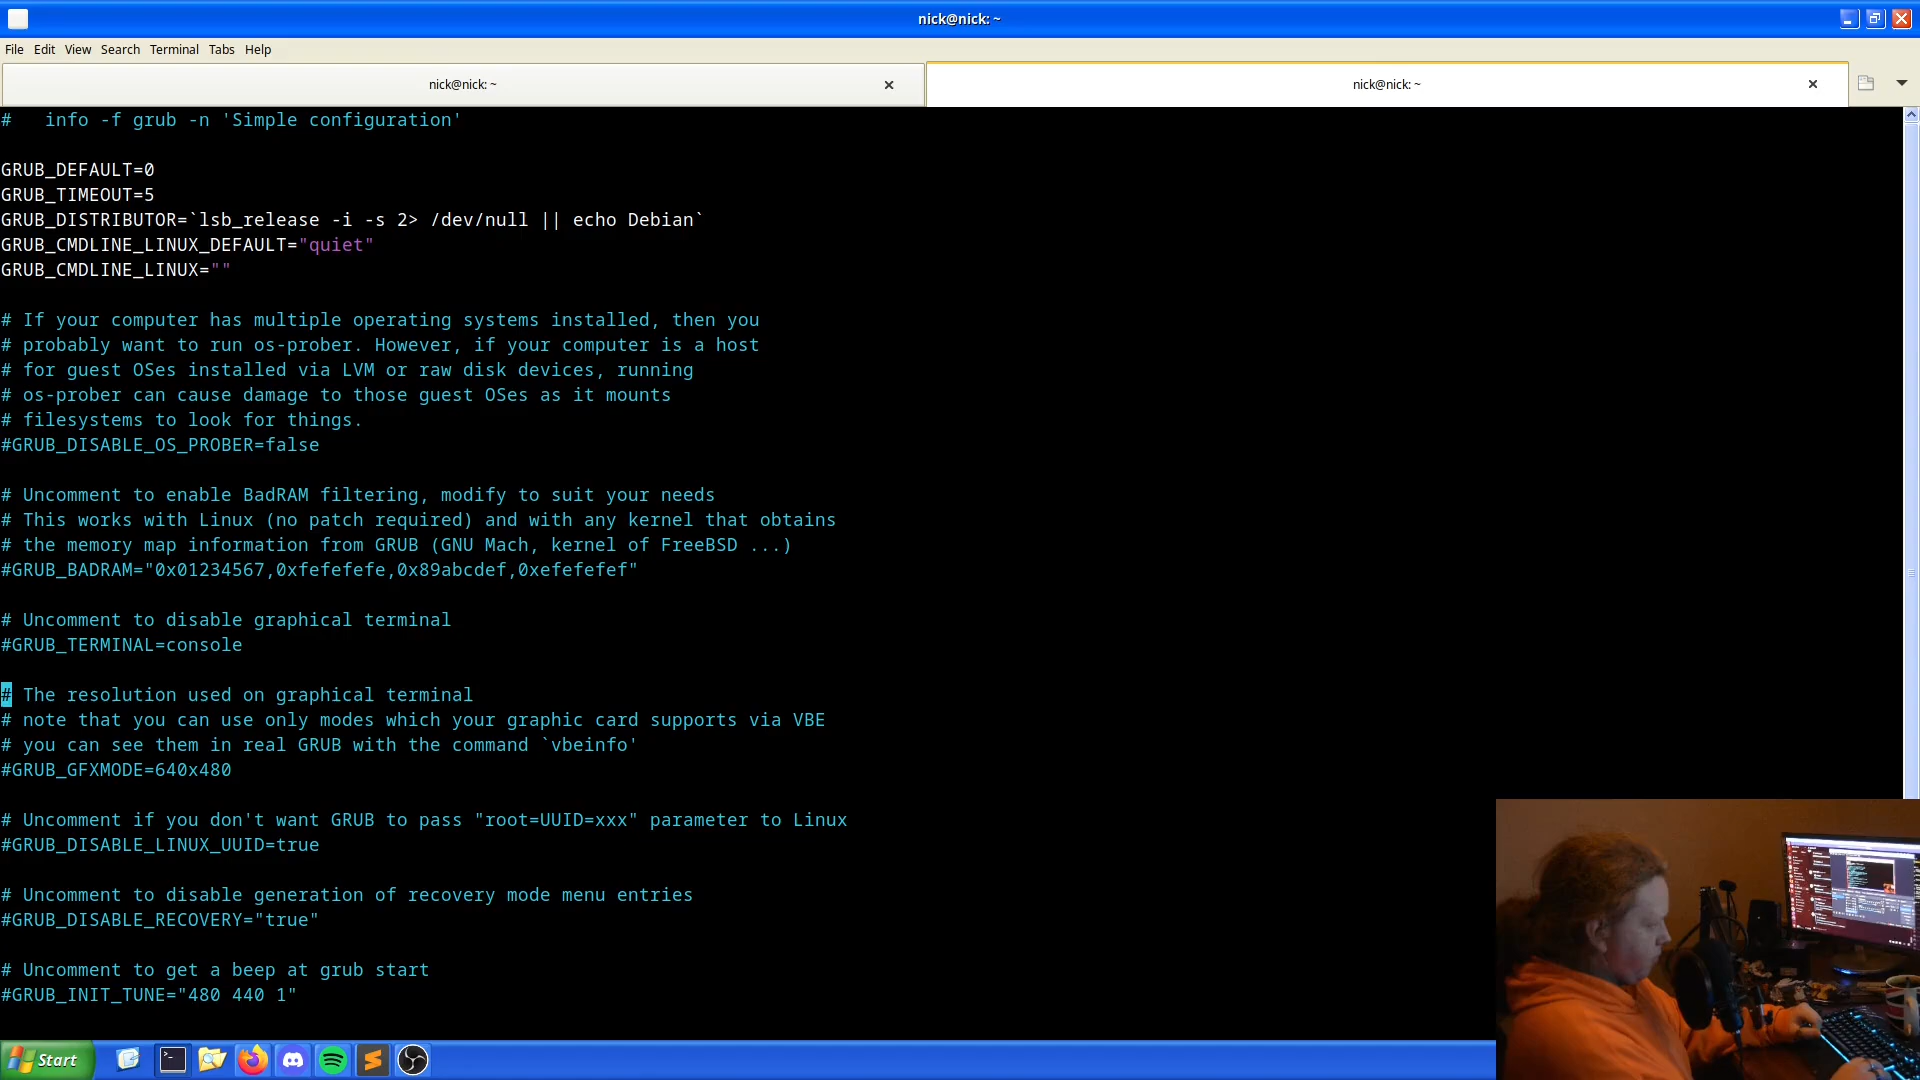 nick@nick: ~
File Edit View Search Terminal Tabs Help
nick@nick: ~
nick@nick: ~
#   info -f grub -n 'Simple configuration'
GRUB_DEFAULT=0
GRUB_TIMEOUT=5
GRUB_DISTRIBUTOR=`lsb_release -i -s 2> /dev/null || echo Debian`
GRUB_CMDLINE_LINUX_DEFAULT="quiet"
GRUB_CMDLINE_LINUX=""
# If your computer has multiple operating systems installed, then you
# probably want to run os-prober. However, if your computer is a host
# for guest OSes installed via LVM or raw disk devices, running
# os-prober can cause damage to those guest OSes as it mounts
# filesystems to look for things.
#GRUB_DISABLE_OS_PROBER=false
# Uncomment to enable BadRAM filtering, modify to suit your needs
# This works with Linux (no patch required) and with any kernel that obtains
# the memory map information from GRUB (GNU Mach, kernel of FreeBSD ...)
#GRUB_BADRAM="0x01234567,0xfefefefe,0x89abcdef,0xefefefef"
# Uncomment to disable graphical terminal
#GRUB_TERMINAL=console
# The resolution used on graphical terminal
# note that you can use only modes which your graphic card supports via VBE
# you can see them in real GRUB with the command `vbeinfo'
#GRUB_GFXMODE=640x480
# Uncomment if you don't want GRUB to pass "root=UUID=xxx" parameter to Linux
#GRUB_DISABLE_LINUX_UUID=true
# Uncomment to disable generation of recovery mode menu entries
#GRUB_DISABLE_RECOVERY="true"
# Uncomment to get a beep at grub start
#GRUB_INIT_TUNE="480 440 1"
Start